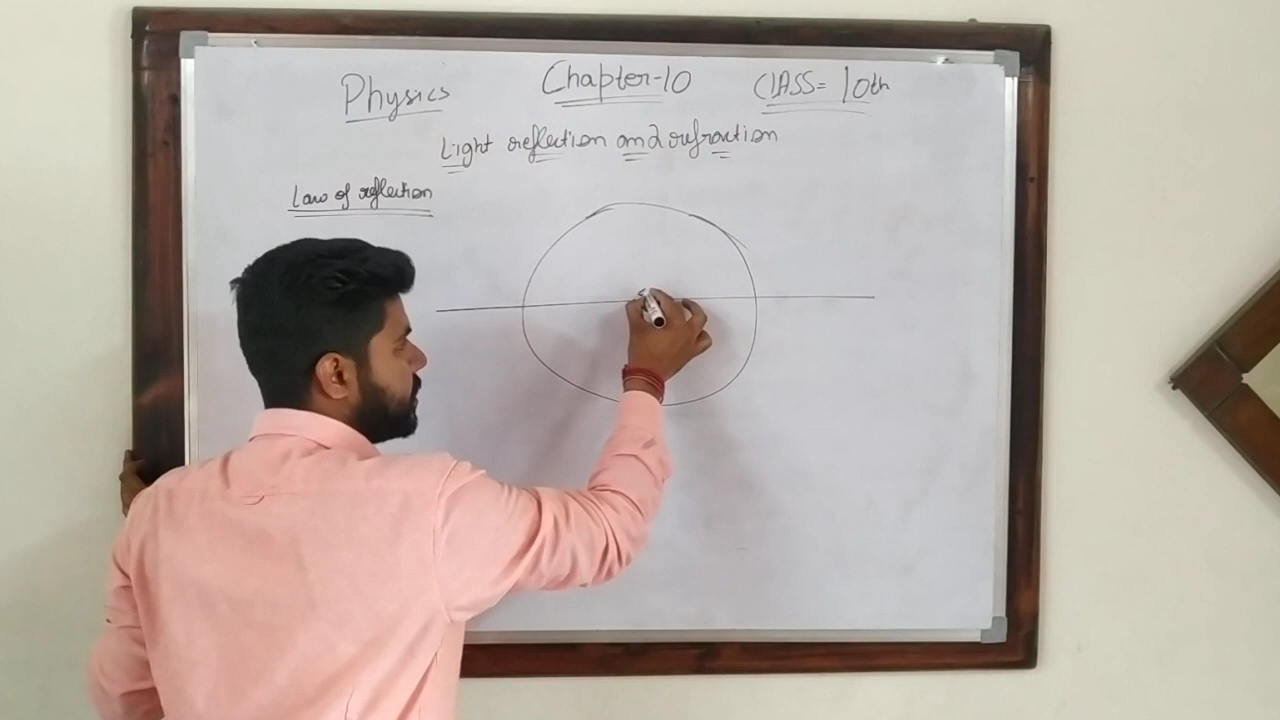 Physics Chapter-10 CLASS= 10th
Light reflection and refraction
Law of reflection